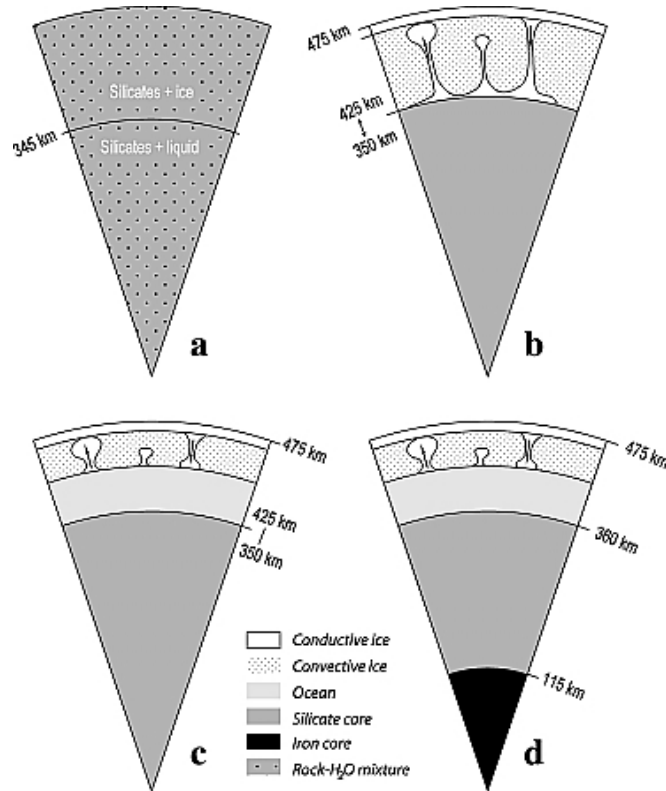 Silicates + ice
345 km
Silicates + liquid
a
475 km
425 km
350 km
b
475 km
425 km
350 km
c
475 km
360 km
115 km
d
Conductive ice
Convective ice
Ocean
Silicate core
Iron core
Rock-H₂O mixture